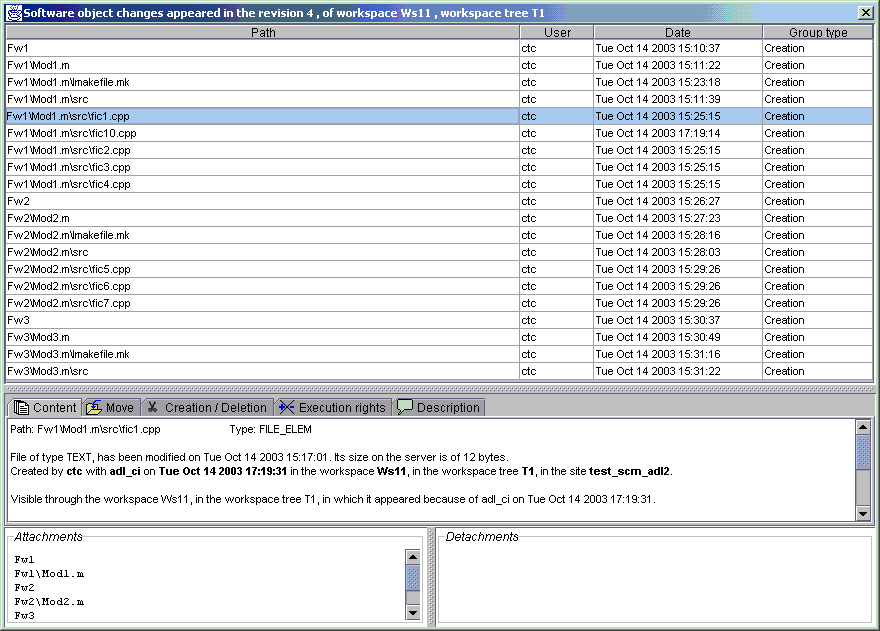 Software object changes appeared in the revision 4 , of workspace Ws11 , workspace tree T1
Path User Date Group type
Fw1 ctc Tue Oct 14 2003 15:10:37 Creation
Fw1\Mod1.m ctc Tue Oct 14 2003 15:11:22 Creation
Fw1\Mod1.m\Imakefile.mk ctc Tue Oct 14 2003 15:23:18 Creation
Fw1\Mod1.m\src ctc Tue Oct 14 2003 15:11:39 Creation
Fw1\Mod1.m\src\fic1.cpp ctc Tue Oct 14 2003 15:25:15 Creation
Fw1\Mod1.m\src\fic10.cpp ctc Tue Oct 14 2003 17:19:14 Creation
Fw1\Mod1.m\src\fic2.cpp ctc Tue Oct 14 2003 15:25:15 Creation
Fw1\Mod1.m\src\fic3.cpp ctc Tue Oct 14 2003 15:25:15 Creation
Fw1\Mod1.m\src\fic4.cpp ctc Tue Oct 14 2003 15:25:15 Creation
Fw2 ctc Tue Oct 14 2003 15:26:27 Creation
Fw2\Mod2.m ctc Tue Oct 14 2003 15:27:23 Creation
Fw2\Mod2.m\Imakefile.mk ctc Tue Oct 14 2003 15:28:16 Creation
Fw2\Mod2.m\src ctc Tue Oct 14 2003 15:28:03 Creation
Fw2\Mod2.m\src\fic5.cpp ctc Tue Oct 14 2003 15:29:26 Creation
Fw2\Mod2.m\src\fic6.cpp ctc Tue Oct 14 2003 15:29:26 Creation
Fw2\Mod2.m\src\fic7.cpp ctc Tue Oct 14 2003 15:29:26 Creation
Fw3 ctc Tue Oct 14 2003 15:30:37 Creation
Fw3\Mod3.m ctc Tue Oct 14 2003 15:30:49 Creation
Fw3\Mod3.m\Imakefile.mk ctc Tue Oct 14 2003 15:31:16 Creation
Fw3\Mod3.m\src ctc Tue Oct 14 2003 15:31:22 Creation
Content Move Creation / Deletion Execution rights Description
Path: Fw1\Mod1.m\src\fic1.cpp Type: FILE_ELEM
File of type TEXT, has been modified on Tue Oct 14 2003 15:17:01. Its size on the server is of 12 bytes.
Created by ctc with adl_ci on Tue Oct 14 2003 17:19:31 in the workspace Ws11, in the workspace tree T1, in the site test_scm_adl2.
Visible through the workspace Ws11, in the workspace tree T1, in which it appeared because of adl_ci on Tue Oct 14 2003 17:19:31.
Attachments Detachments
Fw1
Fw1\Mod1.m
Fw2
Fw2\Mod2.m
Fw3